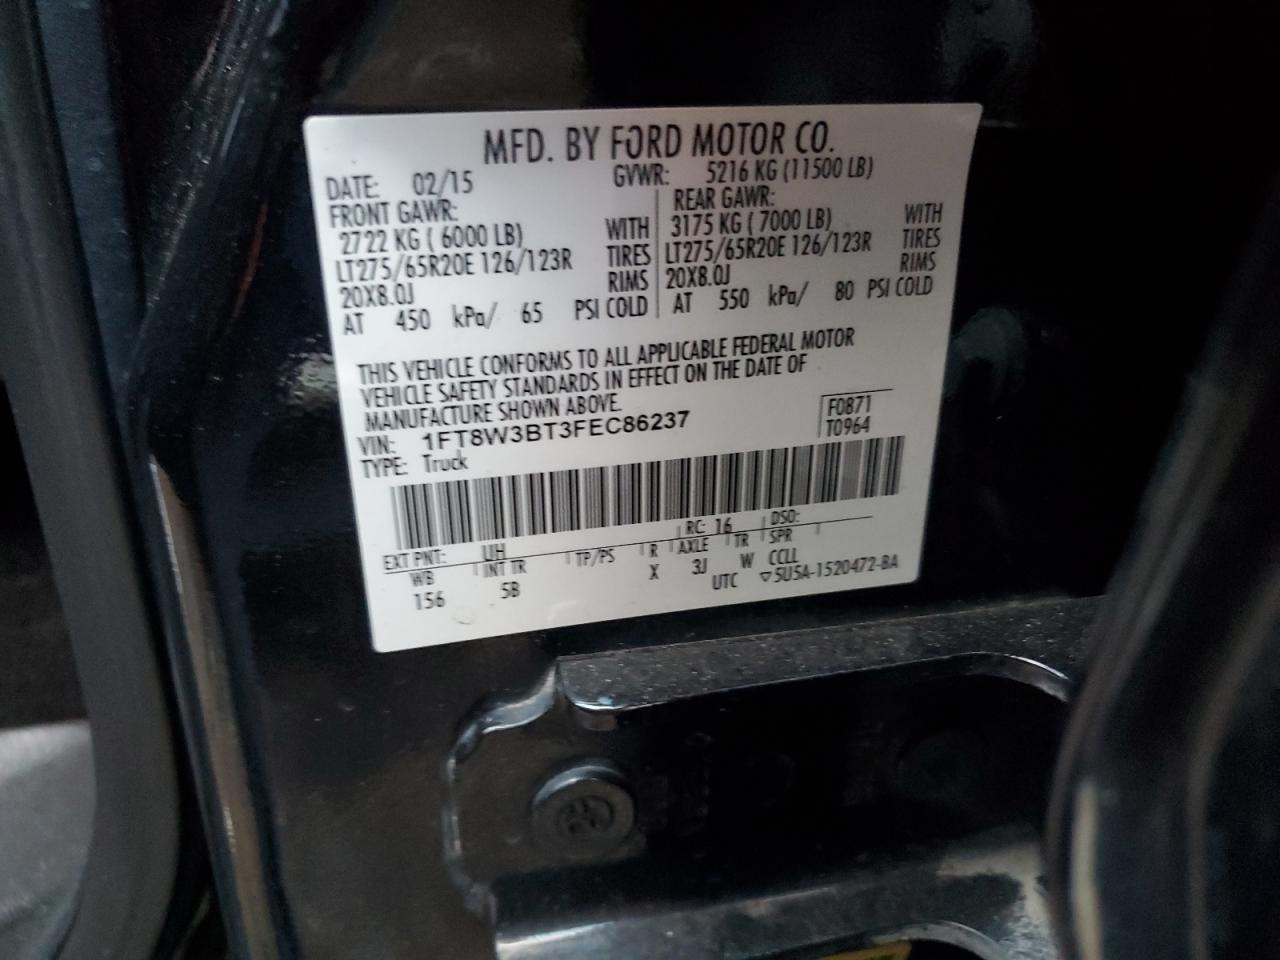 MFD. BY FORD MOTOR CO.
DATE: 02/15 GVWR: 5216 KG (11500 LB)
FRONT GAWR: REAR GAWR:
2722 KG ( 6000 LB) WITH 3175 KG ( 7000 LB) WITH
LT275/65R20E 126/123R TIRES LT275/65R20E 126/123R TIRES
20X8.0J RIMS 20X8.0J RIMS
AT 450 kPa/ 65 PSI COLD AT 550 kPa/ 80 PSI COLD
THIS VEHICLE CONFORMS TO ALL APPLICABLE FEDERAL MOTOR
VEHICLE SAFETY STANDARDS IN EFFECT ON THE DATE OF
MANUFACTURE SHOWN ABOVE.
VIN: 1FT8W3BT3FEC86237 F0871
TYPE: Truck T0964
EXT PNT: UH RC: 16 DSO:
WB INT TR TP/PS R AXLE TR SPR
156 5B X 3J W CCLL
UTC ▽5U5A-1520472-BA